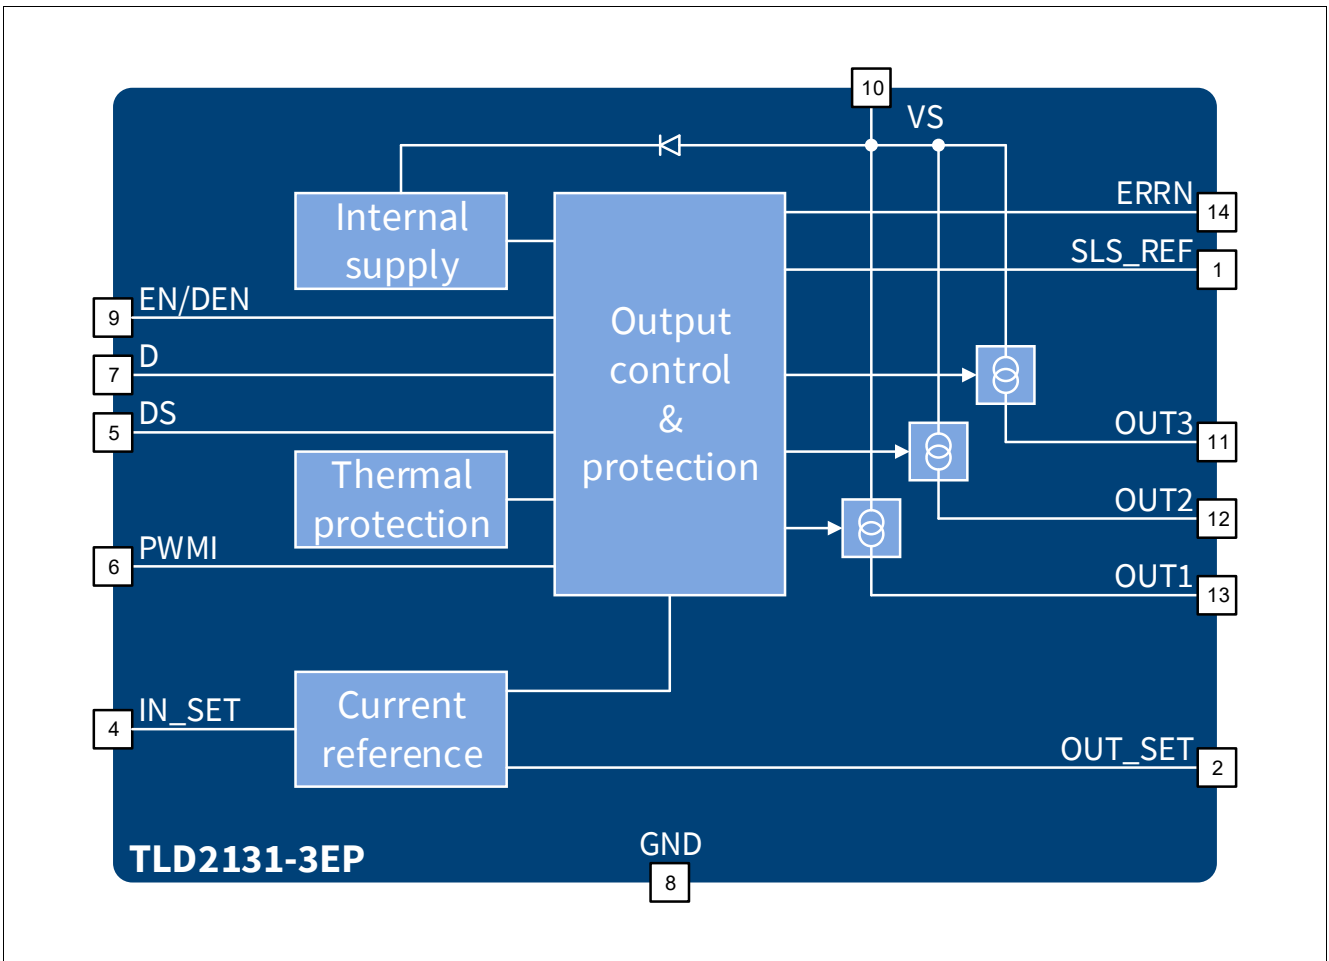 10
VS
ERRN
14
Internal
supply
SLS_REF
1
EN/DEN
9
Output
control
&
protection
D
7
DS
5
OUT3
11
Thermal
protection
OUT2
12
PWMI
6
OUT1
13
IN_SET
4
Current
reference
OUT_SET
2
TLD2131-3EP
GND
8